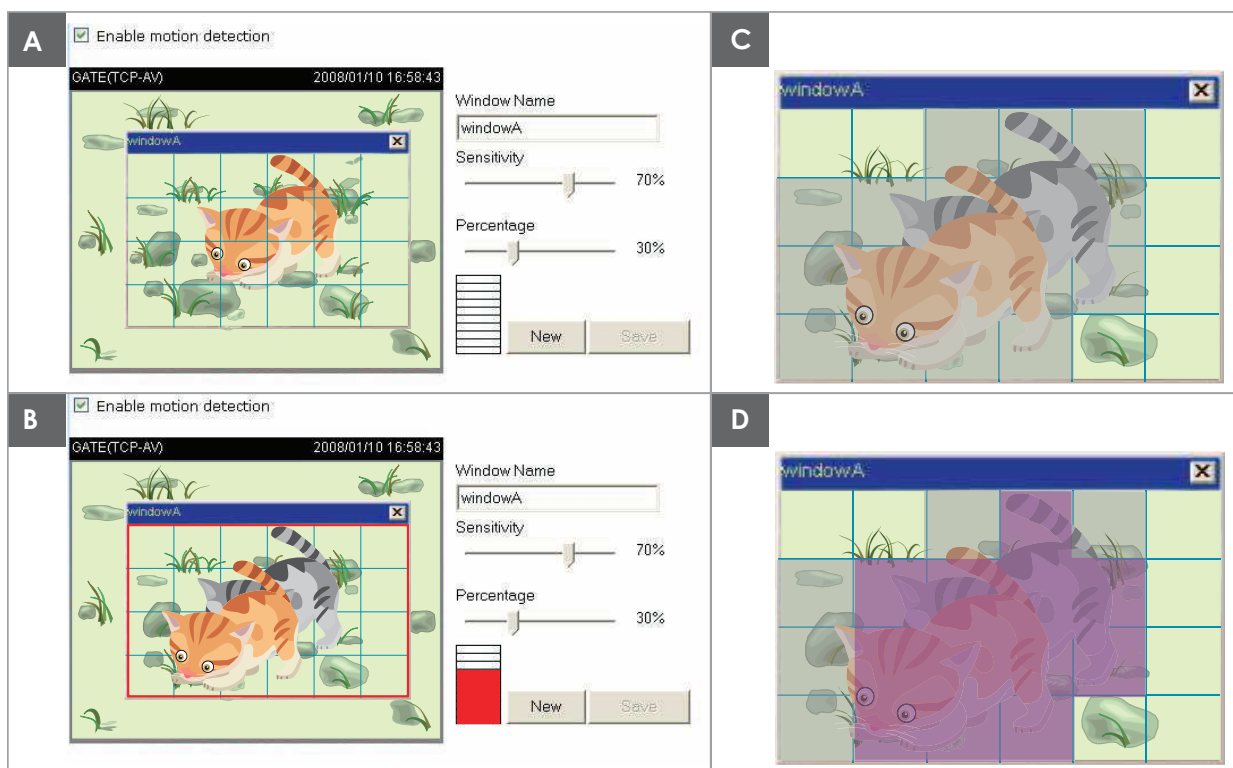 A
Enable motion detection
GATE(TCP-AV) 2008/01/10 16:58:43
windowA
Window Name
windowA
Sensitivity
70%
Percentage
30%
New Save
B
Enable motion detection
GATE(TCP-AV) 2008/01/10 16:58:43
windowA
Window Name
windowA
Sensitivity
70%
Percentage
30%
New Save
C
windowA
D
windowA